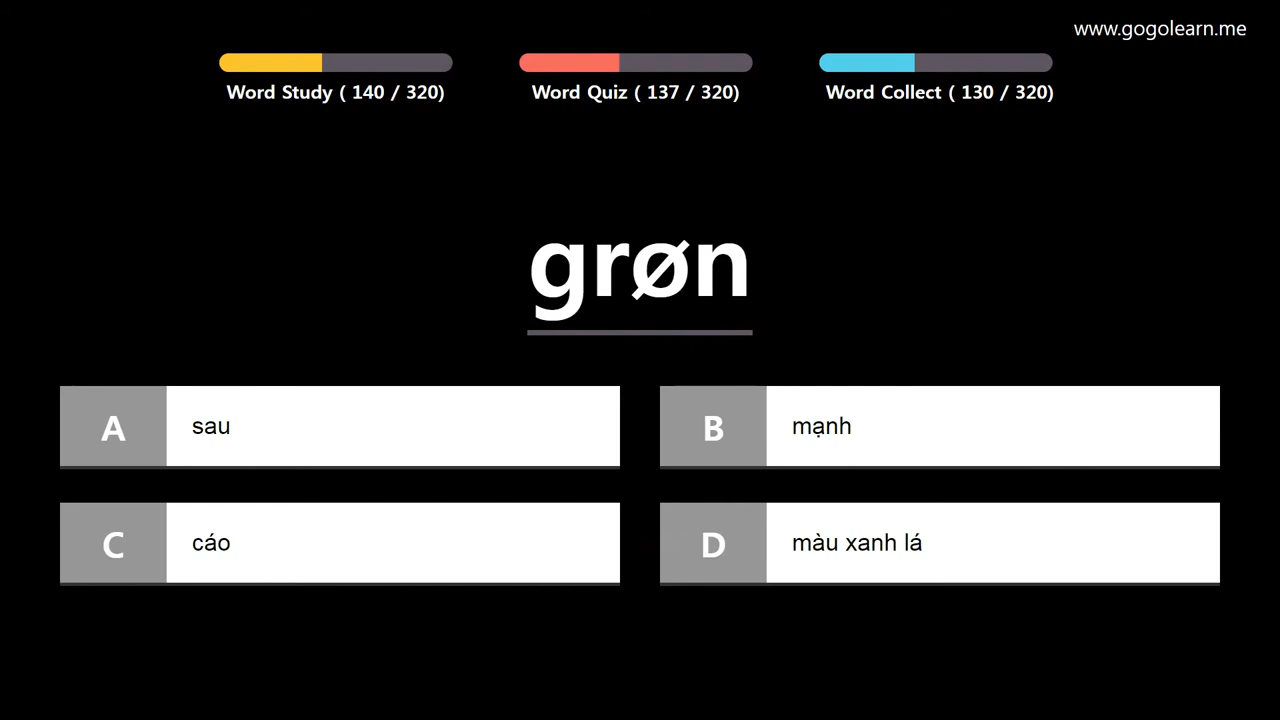 www.gogolearn.me
Word Study ( 140 / 320)
Word Quiz ( 137 / 320)
Word Collect ( 130 / 320)
grøn
A
sau
B
mạnh
C
cáo
D
màu xanh lá